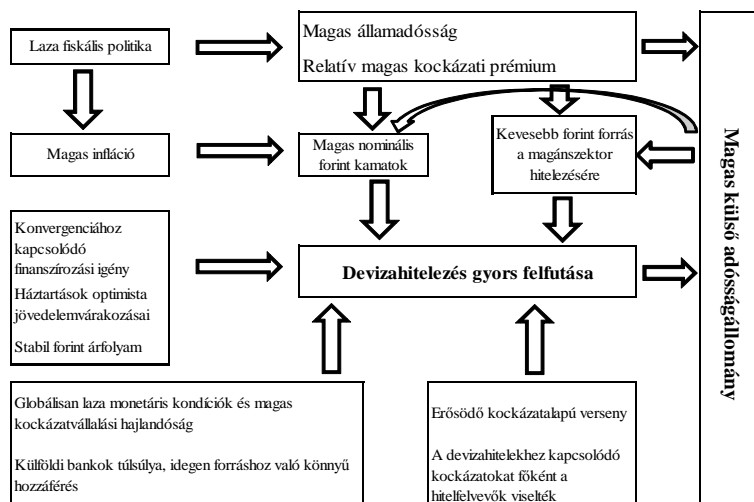 Laza fiskális politika
Magas államadósság
Relatív magas kockázati prémium
Magas infláció
Magas nominális
forint kamatok
Kevesebb forint forrás
a magánszektor
hitelezésére
Magas külső adósságállomány
Konvergenciához
kapcsolódó
finanszírozási igény
Háztartások optimista
jövedelemvárakozásai
Stabil forint árfolyam
Devizahitelezés gyors felfutása
Globálisan laza monetáris kondíciók és magas
kockázatvállalási hajlandóság
Külföldi bankok túlsúlya, idegen forráshoz való könnyű
hozzáférés
Erősödő kockázatalapú verseny
A devizahitelekhez kapcsolódó
kockázatokat főként a
hitelfelvevők viselték